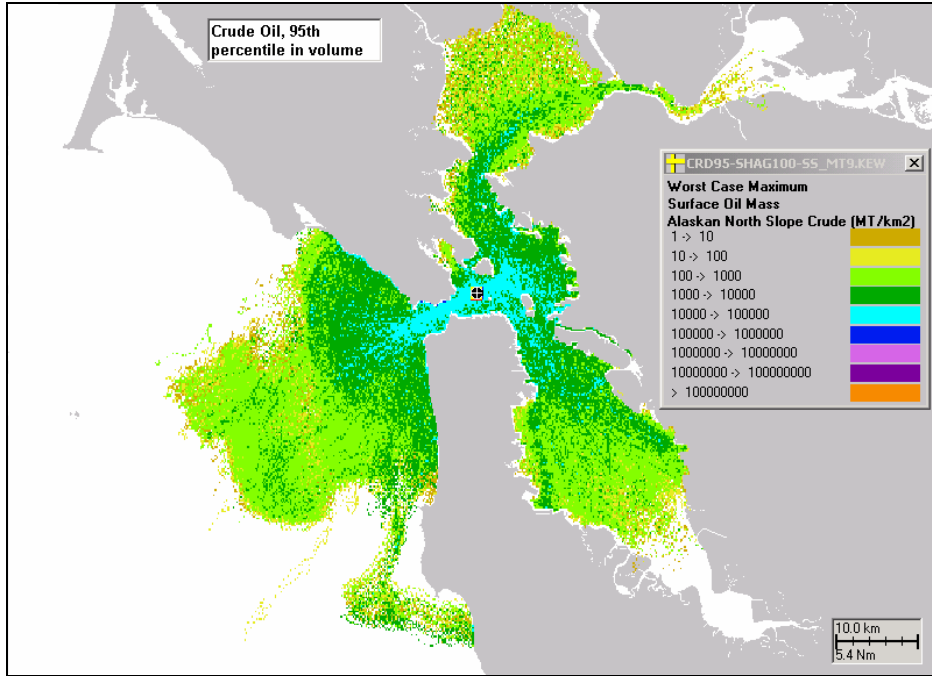 Crude Oil, 95th
percentile in volume
CRD95-SHAG100-SS_MT9.KEW
Worst Case Maximum
Surface Oil Mass
Alaskan North Slope Crude (MT/km2)
1 -> 10
10 -> 100
100 -> 1000
1000 -> 10000
10000 -> 100000
100000 -> 1000000
1000000 -> 10000000
10000000 -> 100000000
> 100000000
10.0 km
5.4 Nm